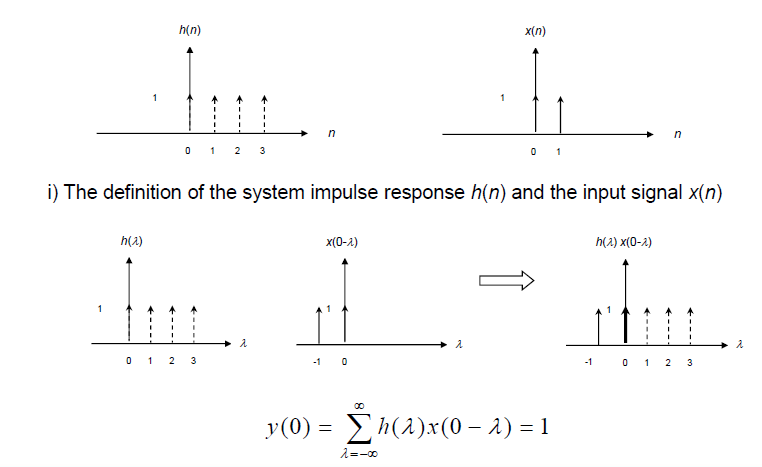 h(n) x(n)
1 1
n n
0 1 2 3 0 1
i) The definition of the system impulse response h(n) and the input signal x(n)
h(λ) x(0-λ) h(λ) x(0-λ)
1 1 1
λ λ λ
0 1 2 3 -1 0 -1 0 1 2 3
y(0) = ∑_{λ=-∞}^{∞} h(λ)x(0 − λ) = 1